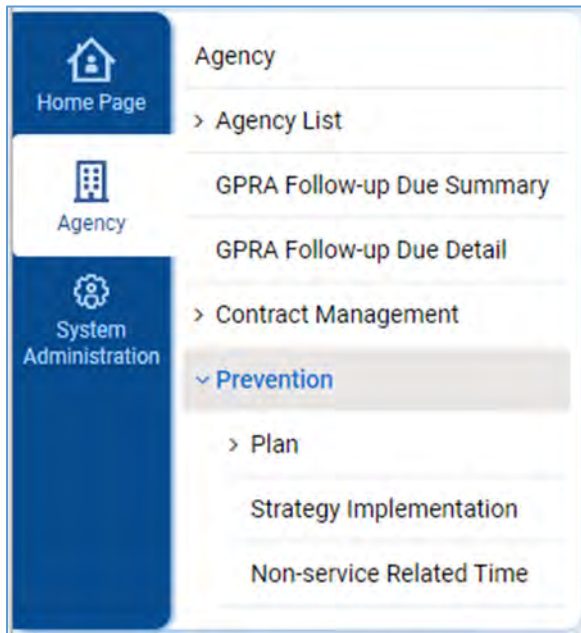 Home Page
Agency
System
Administration
Agency
> Agency List
GPRA Follow-up Due Summary
GPRA Follow-up Due Detail
> Contract Management
Prevention
> Plan
Strategy Implementation
Non-service Related Time